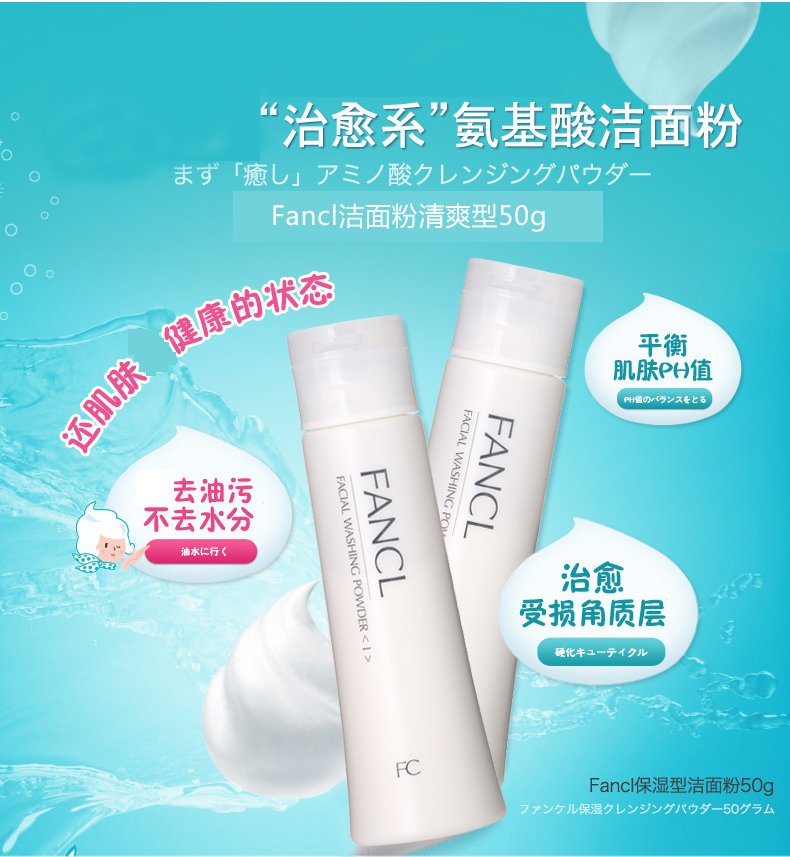 “治愈系”氨基酸洁面粉
まず「癒し」アミノ酸クレンジングパウダー
Fancl洁面粉清爽型50g
还肌肤 健康的状态
平衡
肌肤PH值
PH値のバランスをとる
去油污
不去水分
油水に行く
FANCL
FACIAL WASHING POWDER < I >
FC
FANCL
FACIAL WASHING POW
治愈
受损角质层
硬化キューティクル
Fancl保湿型洁面粉50g
ファンケル保湿クレンジングパウダー50グラム